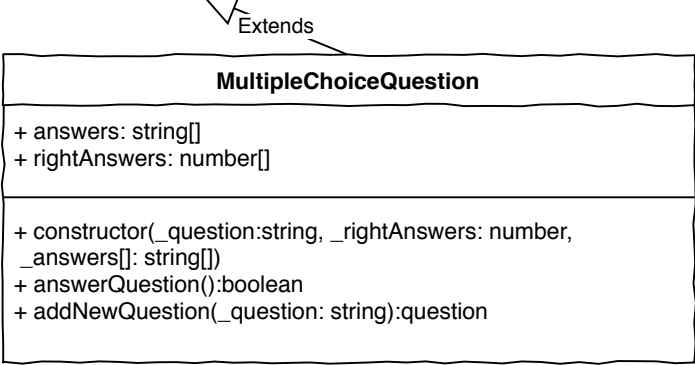 Extends
MultipleChoiceQuestion
+ answers: string[]
+ rightAnswers: number[]
+ constructor(_question:string, _rightAnswers: number,
_answers[]: string[])
+ answerQuestion():boolean
+ addNewQuestion(_question: string):question